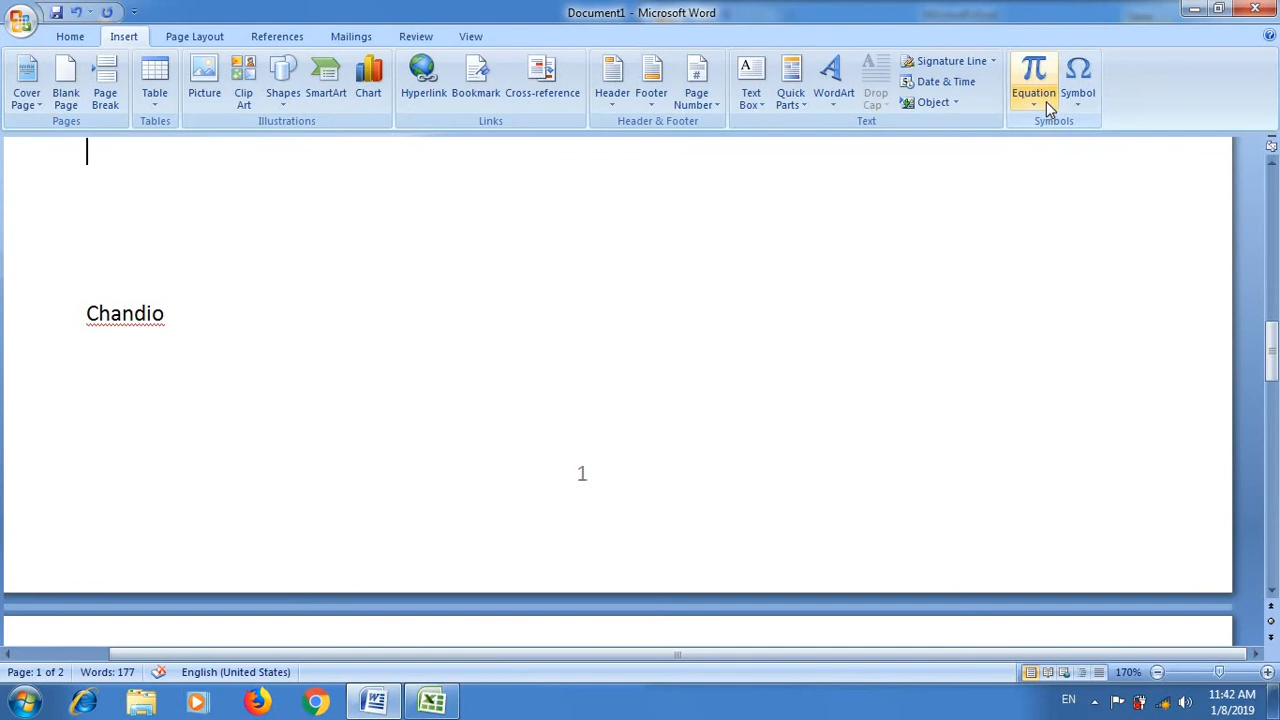 Document1 - Microsoft Word
Home Insert Page Layout References Mailings Review View
Cover Page Blank Page Page Break Table Picture Clip Art Shapes SmartArt Chart Hyperlink Bookmark Cross-reference Header Footer Page Number Text Box Quick Parts WordArt Drop Cap Signature Line Date & Time Object Equation Symbol
Pages Tables Illustrations Links Header & Footer Text Symbols
Chandio
1
Page: 1 of 2 Words: 177 English (United States) 170%
EN 11:42 AM
1/8/2019